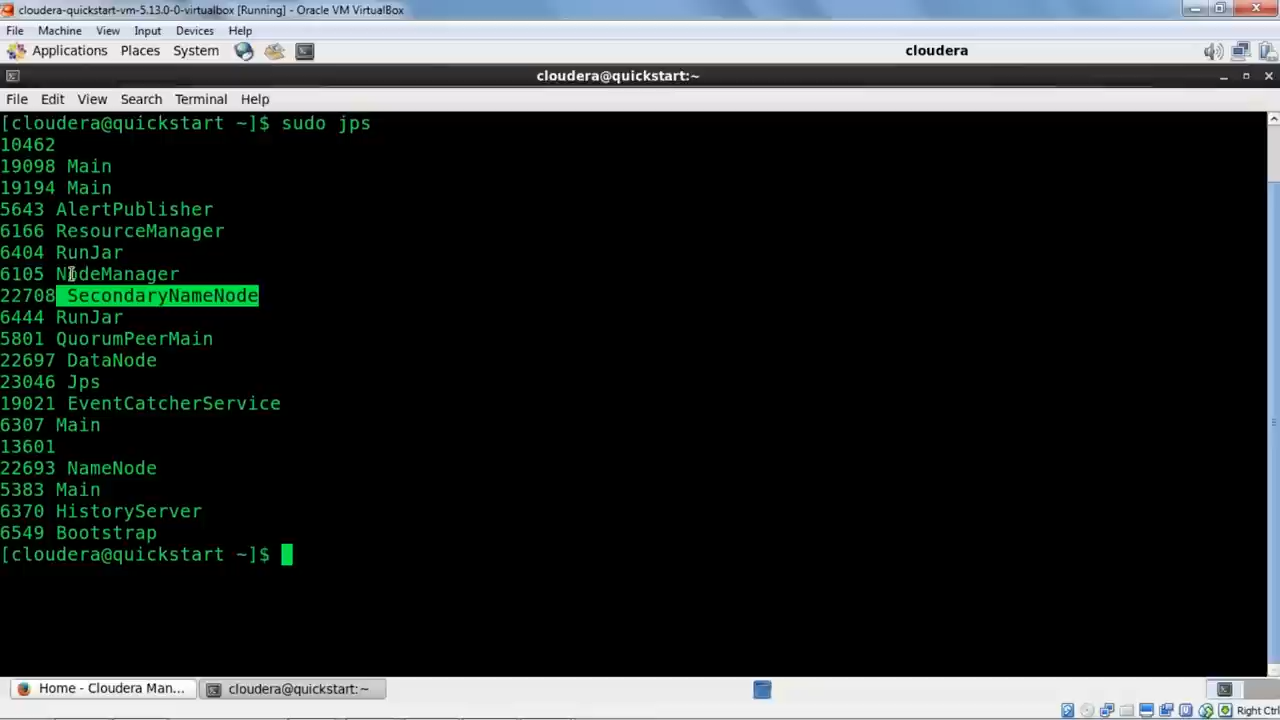 cloudera-quickstart-vm-5.13.0-0-virtualbox [Running] - Oracle VM VirtualBox
File Machine View Input Devices Help
Applications Places System cloudera
cloudera@quickstart:~
File Edit View Search Terminal Help
[cloudera@quickstart ~]$ sudo jps
10462
19098 Main
19194 Main
5643 AlertPublisher
6166 ResourceManager
6404 RunJar
6105 NodeManager
22708 SecondaryNameNode
6444 RunJar
5801 QuorumPeerMain
22697 DataNode
23046 Jps
19021 EventCatcherService
6307 Main
13601
22693 NameNode
5383 Main
6370 HistoryServer
6549 Bootstrap
[cloudera@quickstart ~]$
Home - Cloudera Man... cloudera@quickstart:~
Right Ctrl